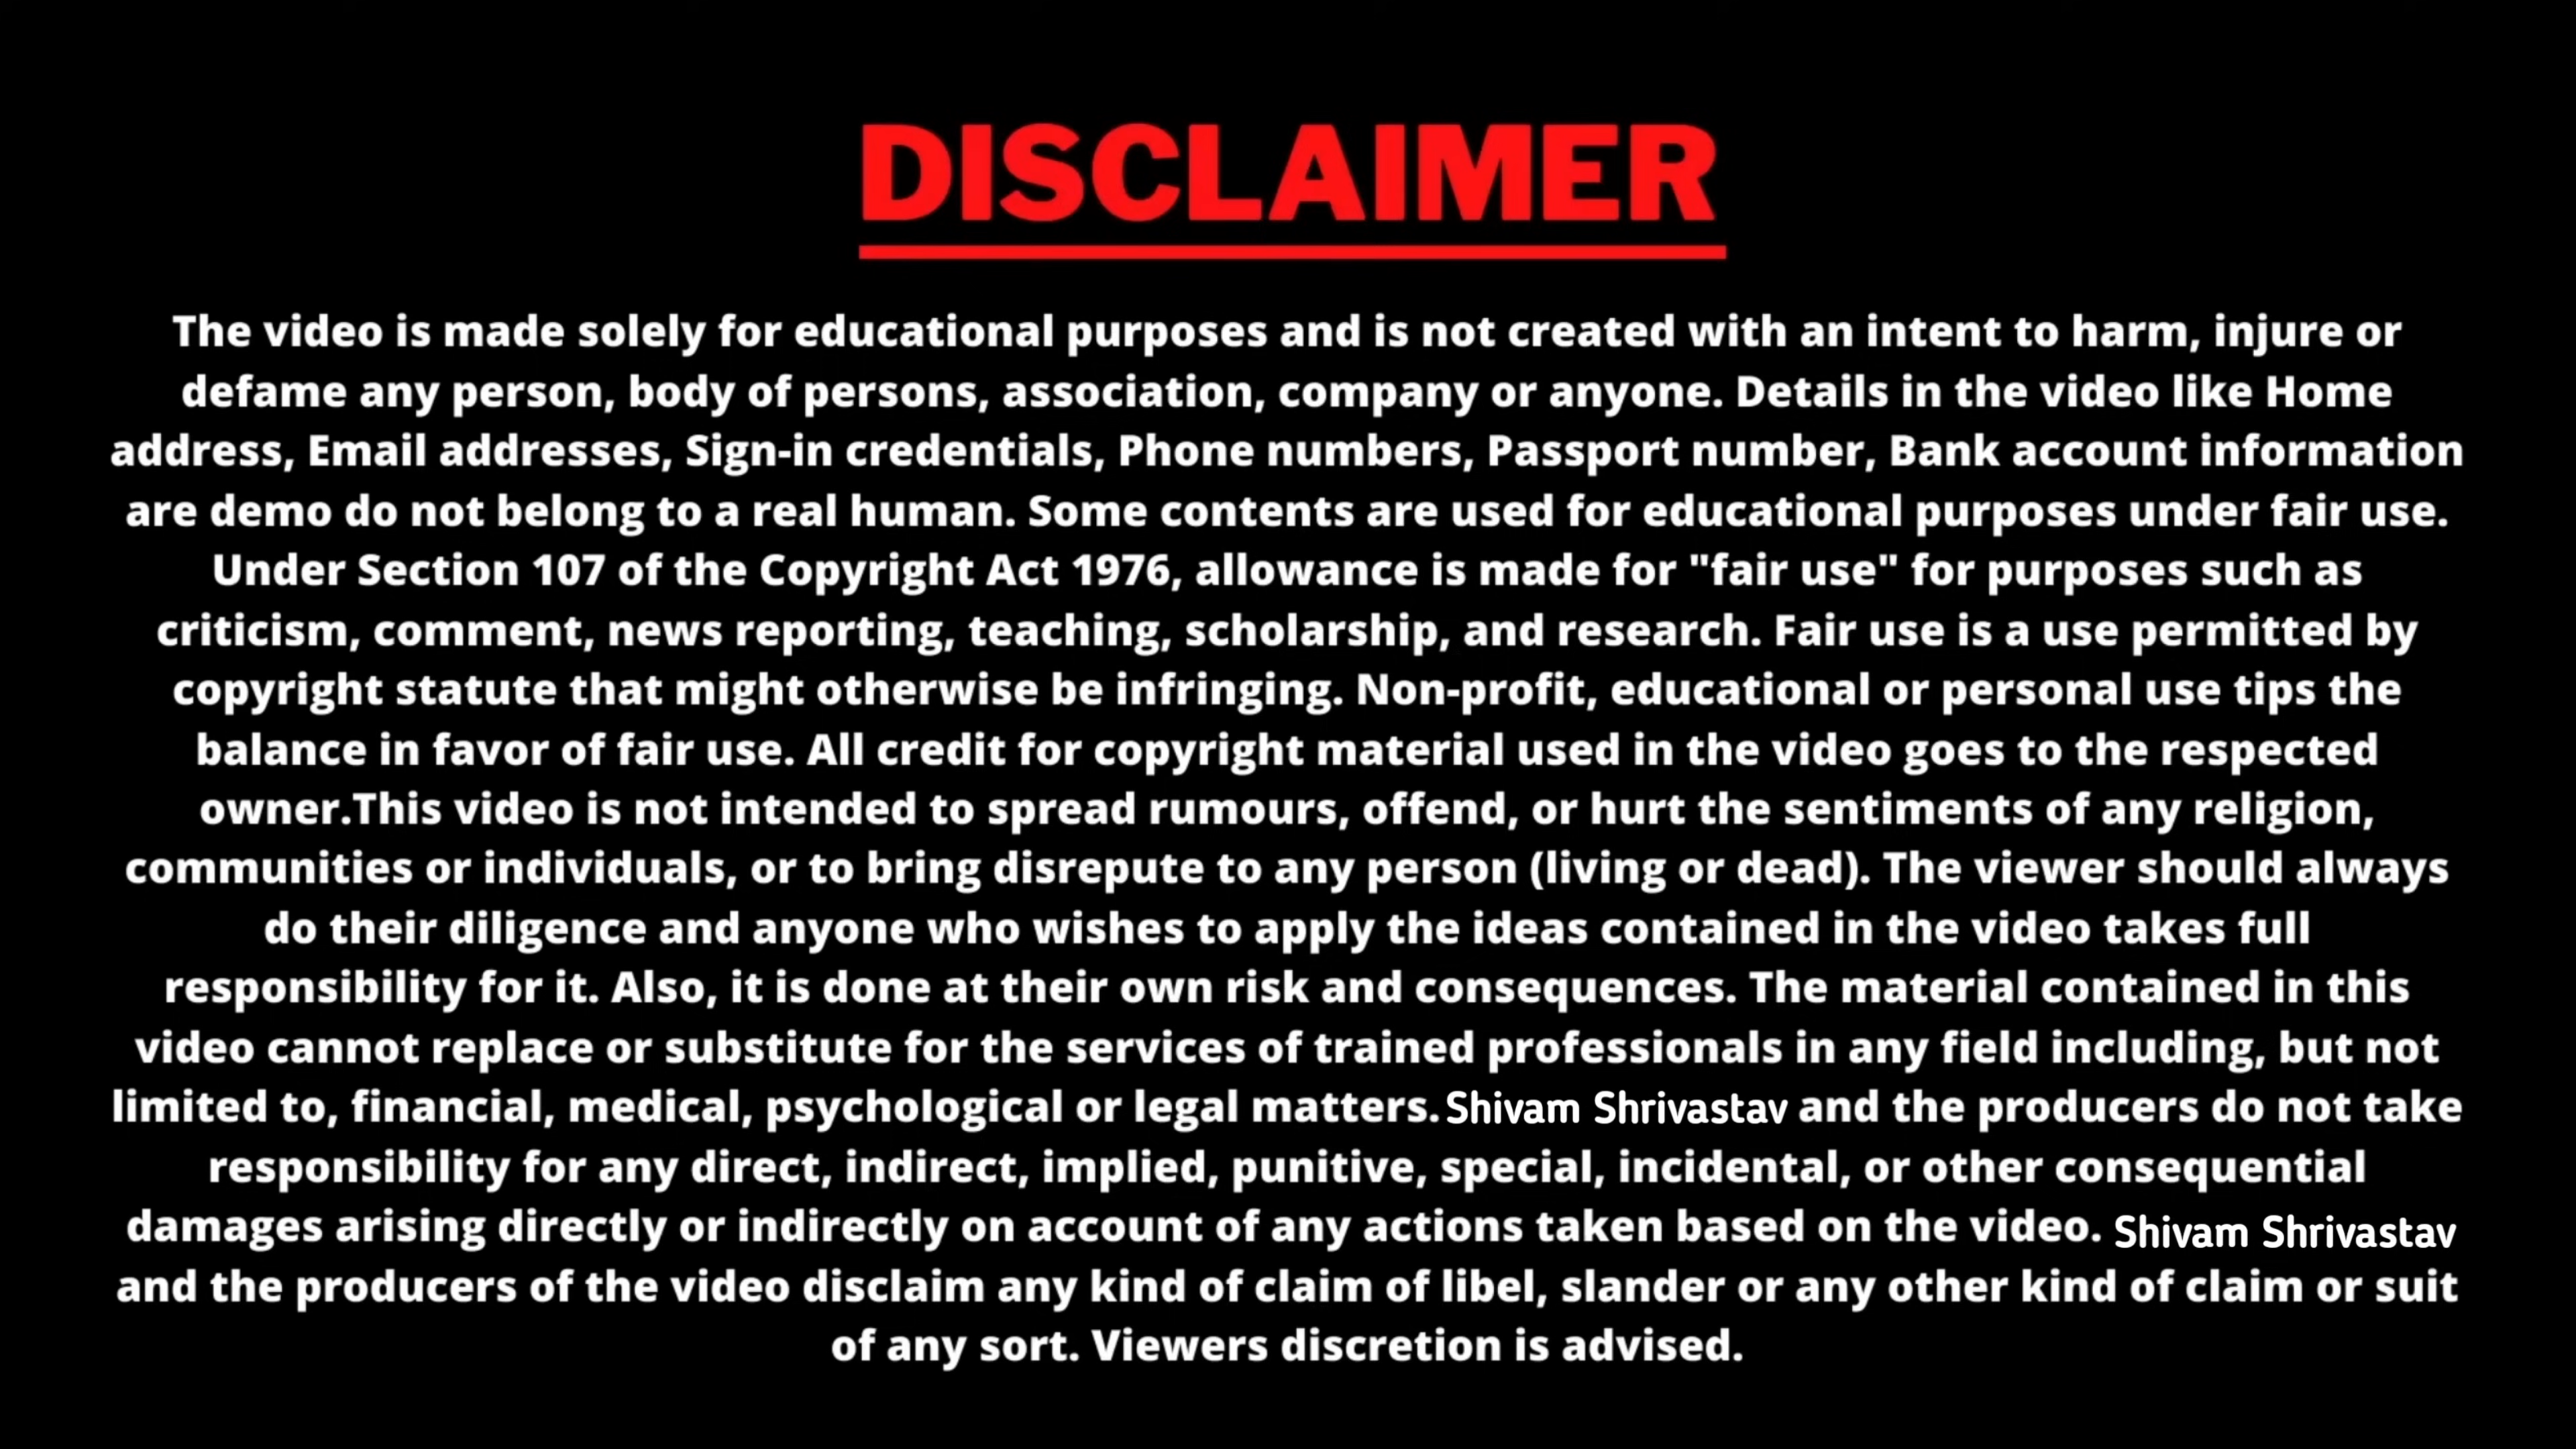 DISCLAIMER
The video is made solely for educational purposes and is not created with an intent to harm, injure or
defame any person, body of persons, association, company or anyone. Details in the video like Home
address, Email addresses, Sign-in credentials, Phone numbers, Passport number, Bank account information
are demo do not belong to a real human. Some contents are used for educational purposes under fair use.
Under Section 107 of the Copyright Act 1976, allowance is made for "fair use" for purposes such as
criticism, comment, news reporting, teaching, scholarship, and research. Fair use is a use permitted by
copyright statute that might otherwise be infringing. Non-profit, educational or personal use tips the
balance in favor of fair use. All credit for copyright material used in the video goes to the respected
owner.This video is not intended to spread rumours, offend, or hurt the sentiments of any religion,
communities or individuals, or to bring disrepute to any person (living or dead). The viewer should always
do their diligence and anyone who wishes to apply the ideas contained in the video takes full
responsibility for it. Also, it is done at their own risk and consequences. The material contained in this
video cannot replace or substitute for the services of trained professionals in any field including, but not
limited to, financial, medical, psychological or legal matters. Shivam Shrivastav and the producers do not take
responsibility for any direct, indirect, implied, punitive, special, incidental, or other consequential
damages arising directly or indirectly on account of any actions taken based on the video. Shivam Shrivastav
and the producers of the video disclaim any kind of claim of libel, slander or any other kind of claim or suit
of any sort. Viewers discretion is advised.